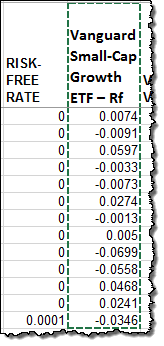 RISK-
FREE
RATE
Vanguard
Small-Cap
Growth
ETF – Rf
V
0 0.0074
0 -0.0091
0 0.0597
0 -0.0033
0 -0.0073
0 0.0274
0 -0.0013
0 0.005
0 -0.0699
0 -0.0558
0 0.0468
0 0.0241
0.0001 -0.0346